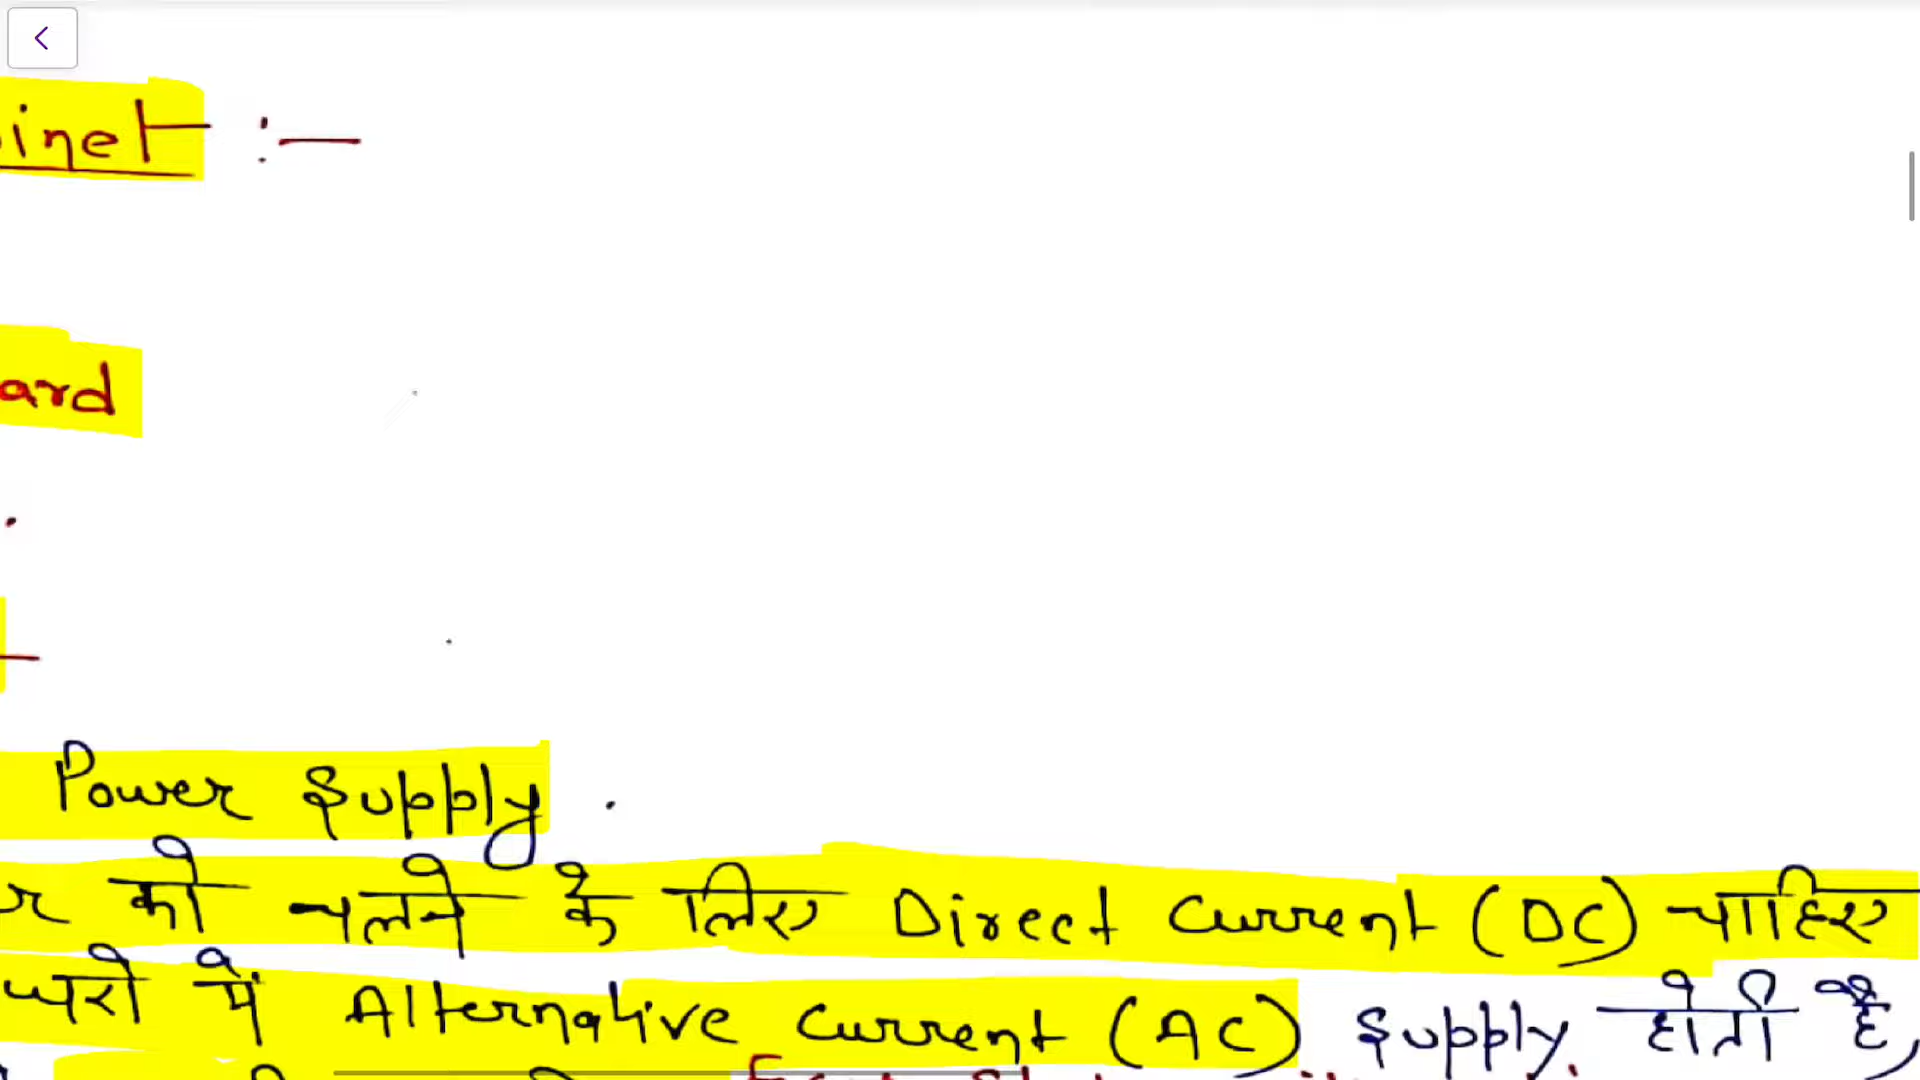 inet :-
ard
.
-
Power Supply .
r को चलने के लिए Direct Current (DC) चाहिए
घरो में Alternative Current (AC) Supply होती है,